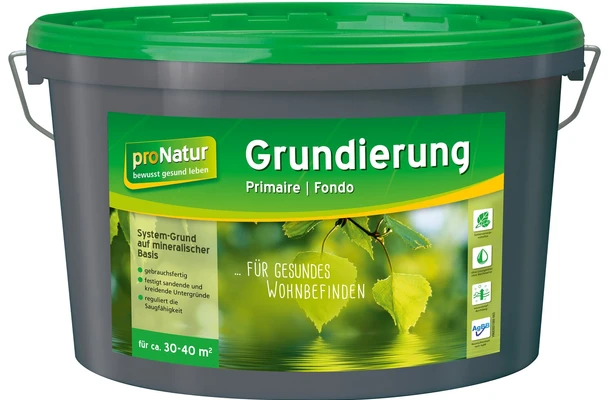 proNatur
bewusst gesund leben
Grundierung
Primaire | Fondo
System-Grund
auf mineralischer
Basis
gebrauchsfertig
festigt sandende und
kreidende Untergründe
reguliert die
Saugfähigkeit
für ca. 30-40 m²
... FÜR GESUNDES
WOHNBEFINDEN
AgBB